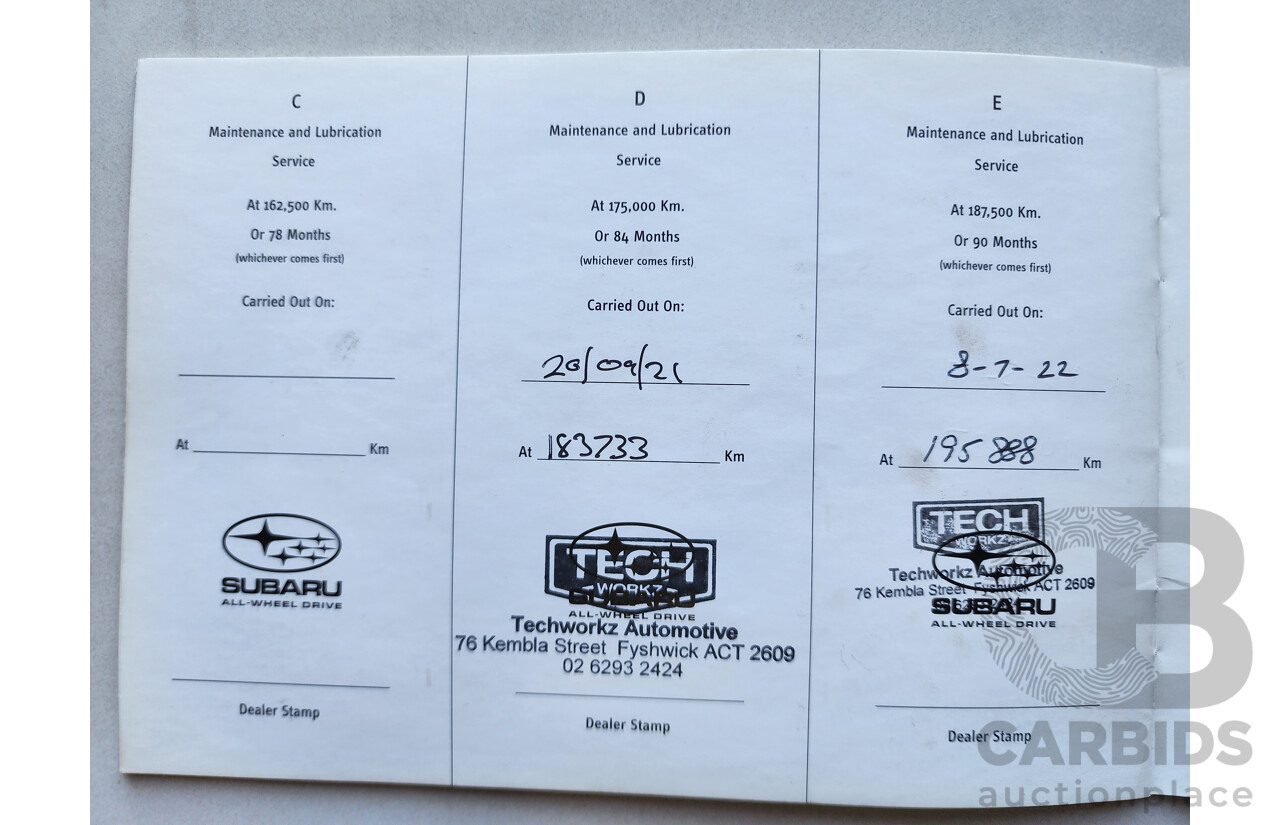 C
Maintenance and Lubrication
Service
At 162,500 Km.
Or 78 Months
(whichever comes first)
Carried Out On:
At Km
SUBARU
ALL-WHEEL DRIVE
Dealer Stamp
D
Maintenance and Lubrication
Service
At 175,000 Km.
Or 84 Months
(whichever comes first)
Carried Out On:
20/09/21
At 183733 Km
TECH
WORKZ
SUBARU
ALL-WHEEL DRIVE
Techworkz Automotive
76 Kembla Street Fyshwick ACT 2609
02 6293 2424
Dealer Stamp
E
Maintenance and Lubrication
Service
At 187,500 Km.
Or 90 Months
(whichever comes first)
Carried Out On:
8-7-22
At 195 888 Km
TECH
WORKZ
Techworkz Automotive
76 Kembla Street Fyshwick ACT 2609
SUBARU
ALL-WHEEL DRIVE
Dealer Stamp
B
CARBIDS
auctionplace